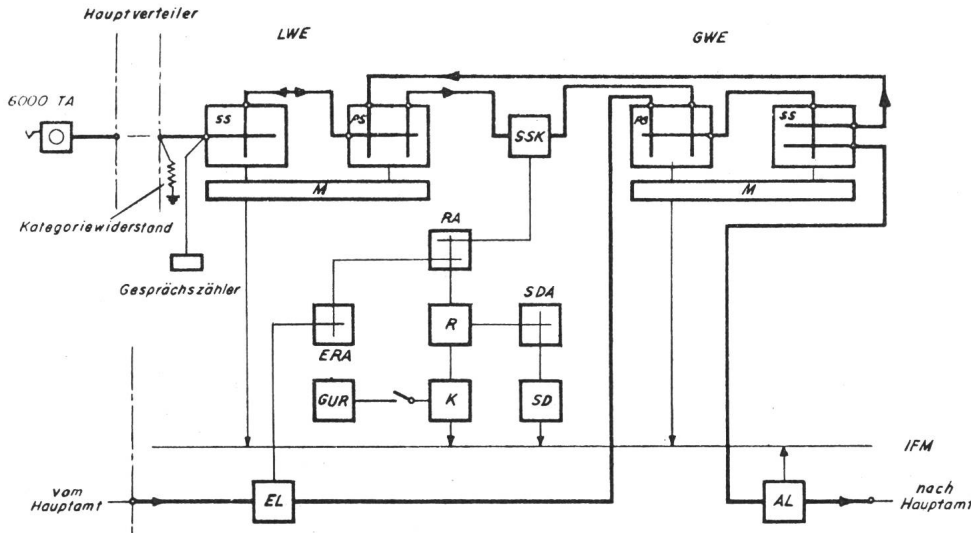 Hauptverteiler
LWE
GWE
6000 TA
SS
PS
SSK
PS
SS
M
M
Kategoriewiderstand
RA
Gesprächszähler
SDA
R
ERA
GUR
K
SD
IFM
vom
Hauptamt
EL
AL
nach
Hauptamt